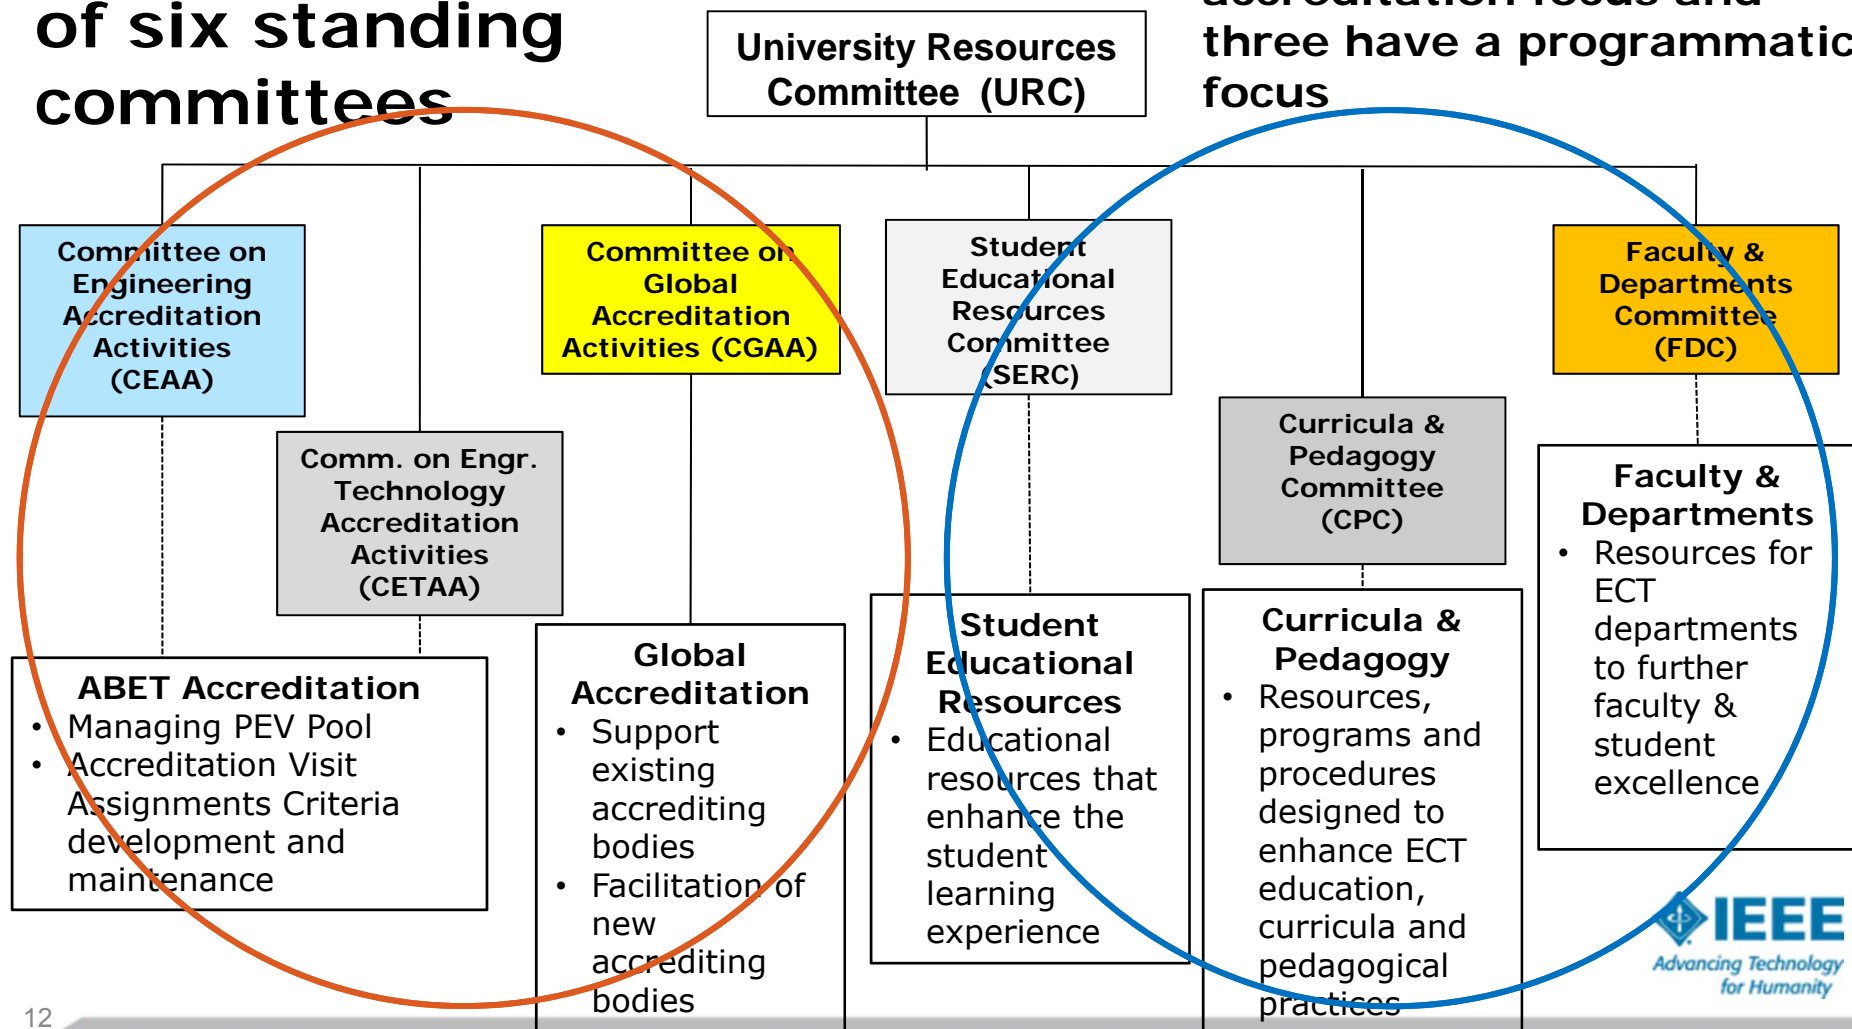 of six standing
committees
accreditation focus and
three have a programmatic
focus
University Resources
Committee (URC)
Committee on
Engineering
Accreditation
Activities
(CEAA)
Comm. on Engr.
Technology
Accreditation
Activities
(CETAA)
Committee on
Global
Accreditation
Activities (CGAA)
Student
Educational
Resources
Committee
(SERC)
Curricula &
Pedagogy
Committee
(CPC)
Faculty &
Departments
Committee
(FDC)
ABET Accreditation
• Managing PEV Pool
• Accreditation Visit
Assignments Criteria
development and
maintenance
Global
Accreditation
• Support
existing
accrediting
bodies
• Facilitation of
new
accrediting
bodies
Student
Educational
Resources
• Educational
resources that
enhance the
student
learning
experience
Curricula &
Pedagogy
• Resources,
programs and
procedures
designed to
enhance ECT
education,
curricula and
pedagogical
practices
Faculty &
Departments
• Resources for
ECT
departments
to further
faculty &
student
excellence
IEEE
Advancing Technology
for Humanity
12